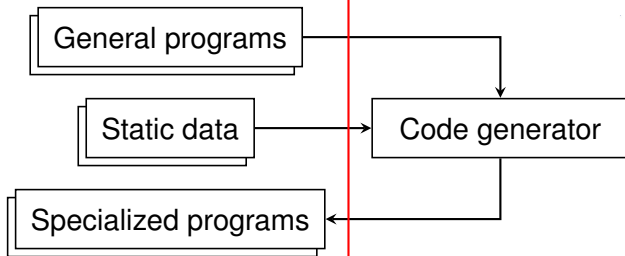 General programs
Static data
Code generator
Specialized programs